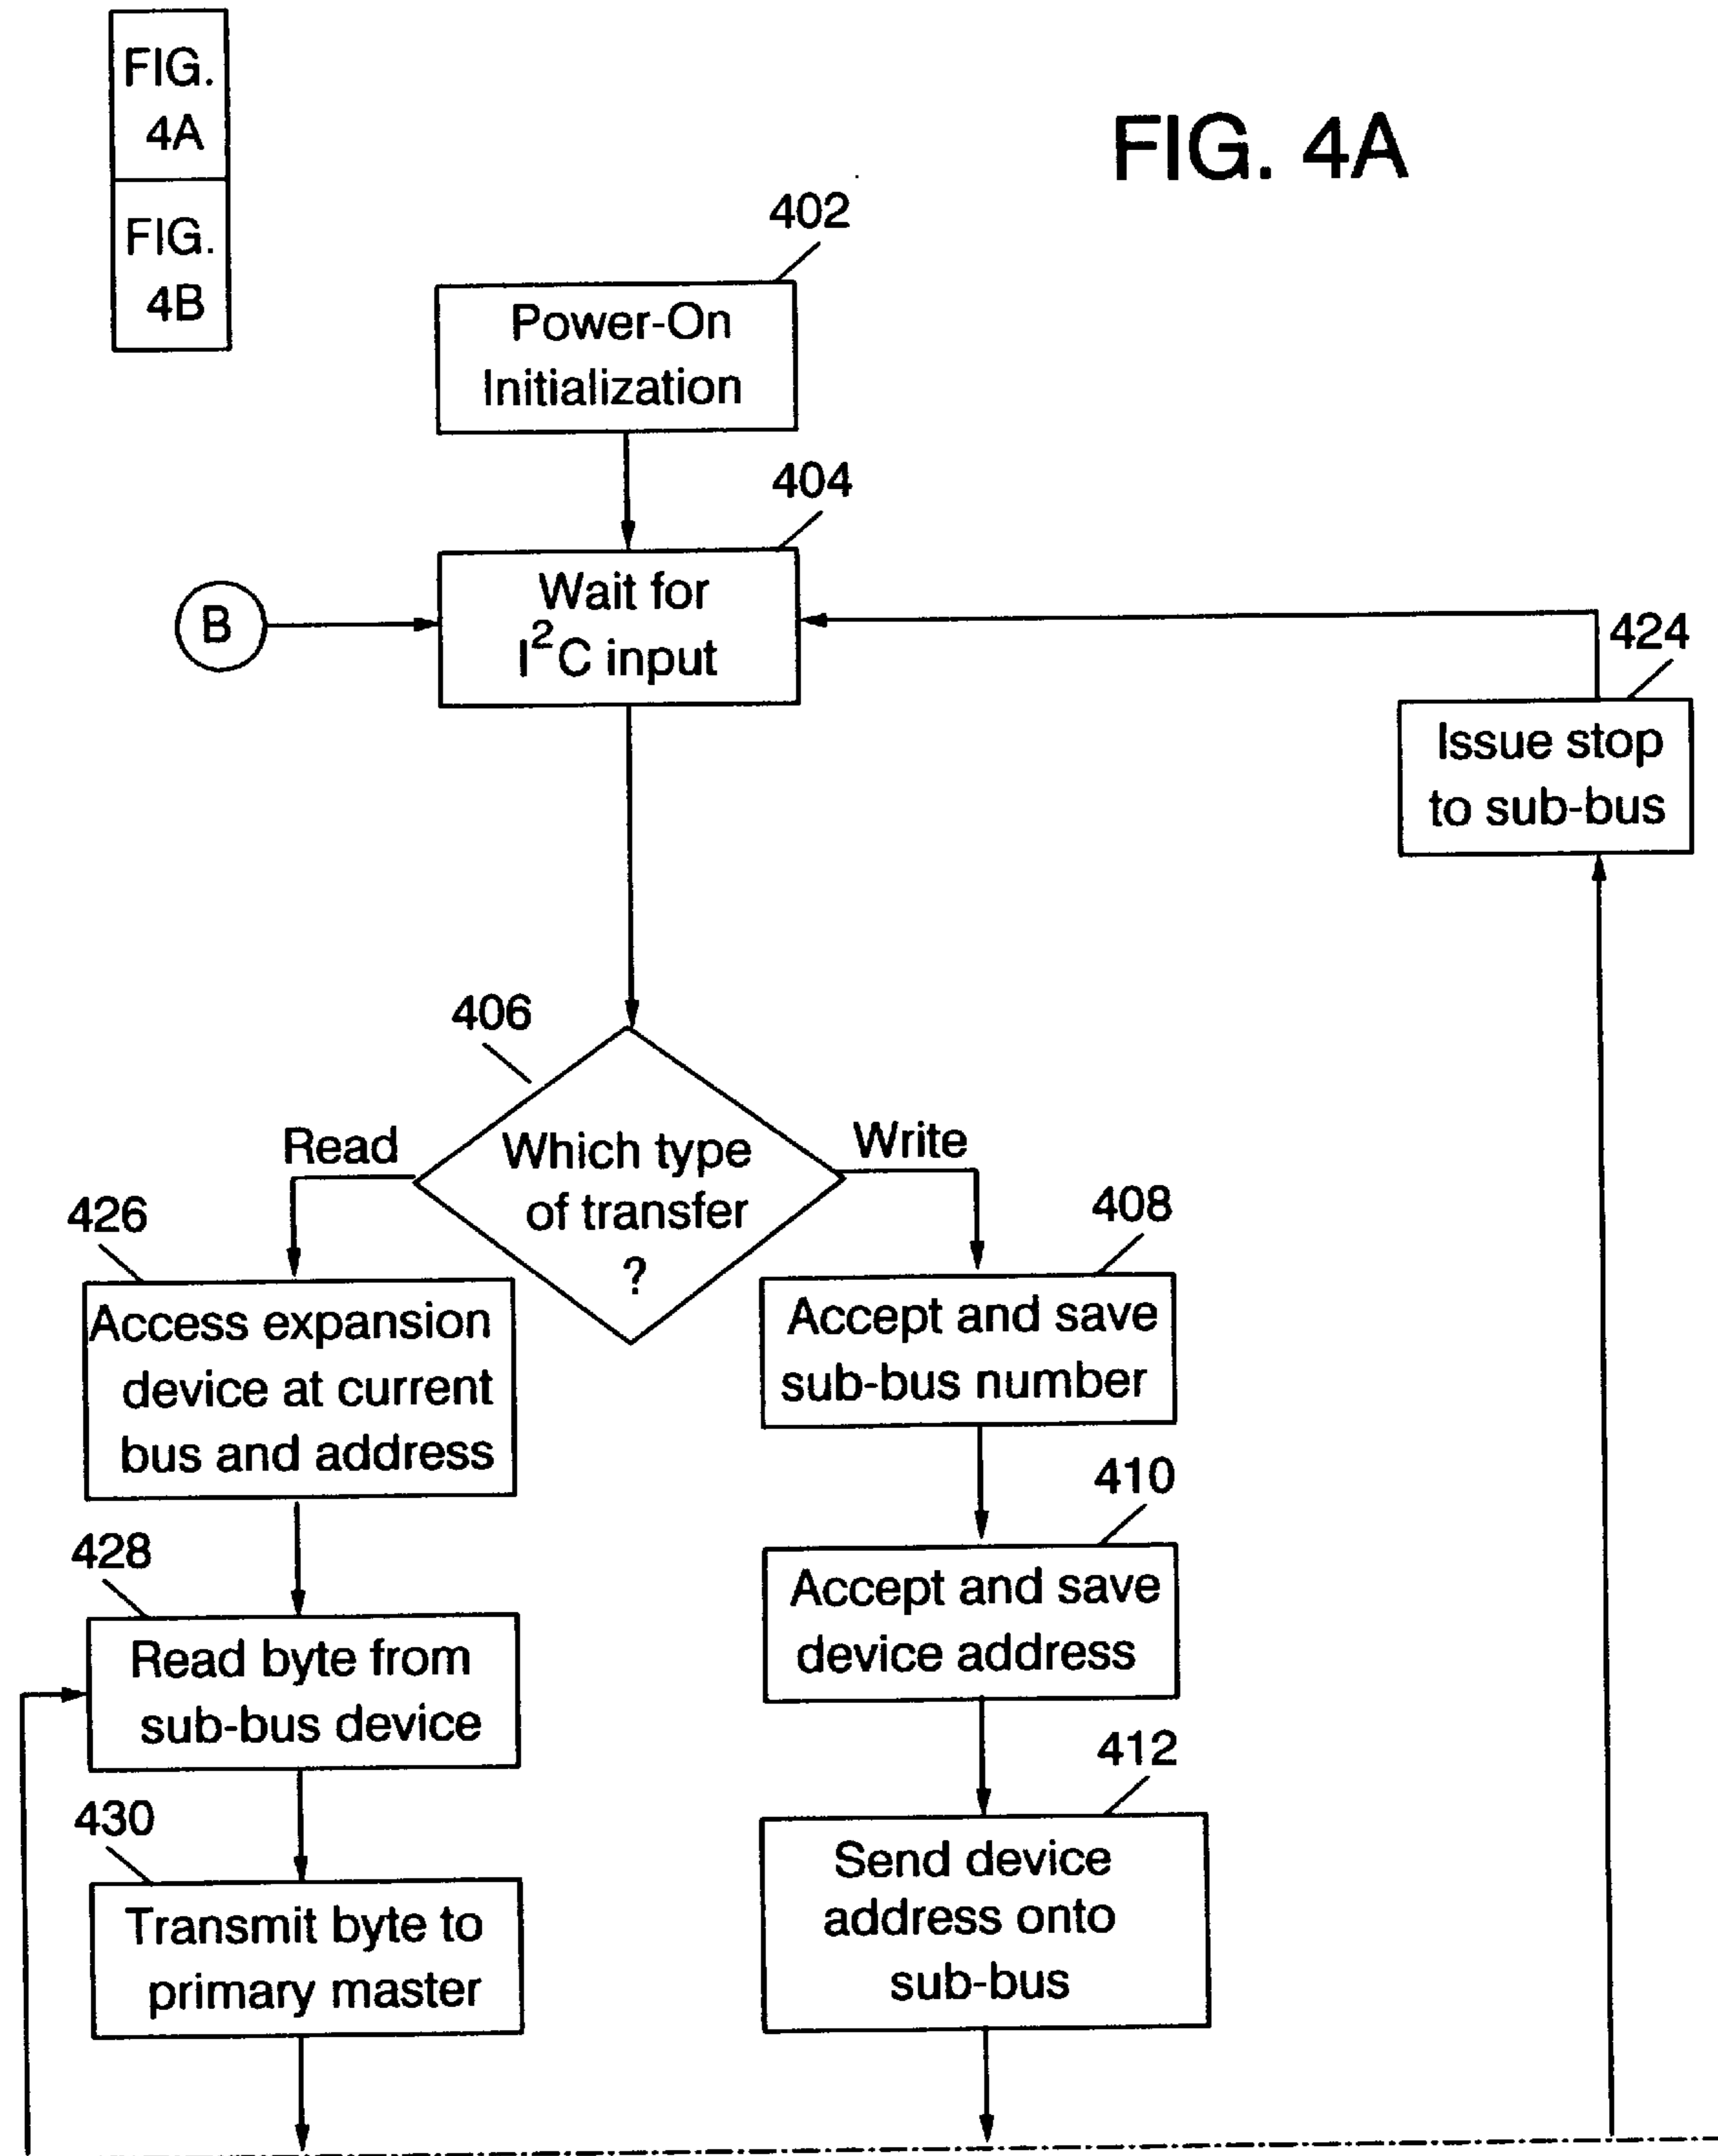 FIG.
4A
FIG.
4B
FIG. 4A
402
Power-On
Initialization
404
Wait for
I²C input
B
424
Issue stop
to sub-bus
406
Which type
of transfer
?
Read
Write
426
Access expansion
device at current
bus and address
408
Accept and save
sub-bus number
428
Read byte from
sub-bus device
410
Accept and save
device address
430
Transmit byte to
primary master
412
Send device
address onto
sub-bus